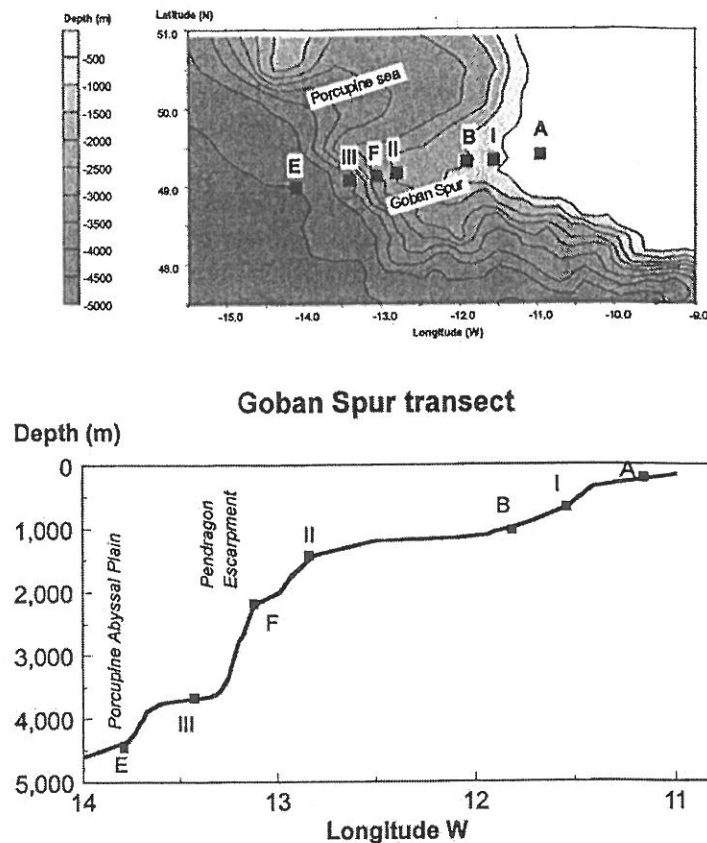 Depth (m)
Latitude (N)
-500
-1000
-1500
-2000
-2500
-3000
-3500
-4000
-4500
-5000
51.0
50.0
49.0
48.0
Porcupine sea
E
III
F
II
B
I
A
Goban Spur
-15.0
-14.0
-13.0
-12.0
-11.0
-10.0
-9.0
Longitude (W)
Goban Spur transect
Depth (m)
0
1,000
2,000
3,000
4,000
5,000
Porcupine Abyssal Plain
Pendragon
Escarpment
A
I
B
II
F
III
E
14
13
12
11
Longitude W